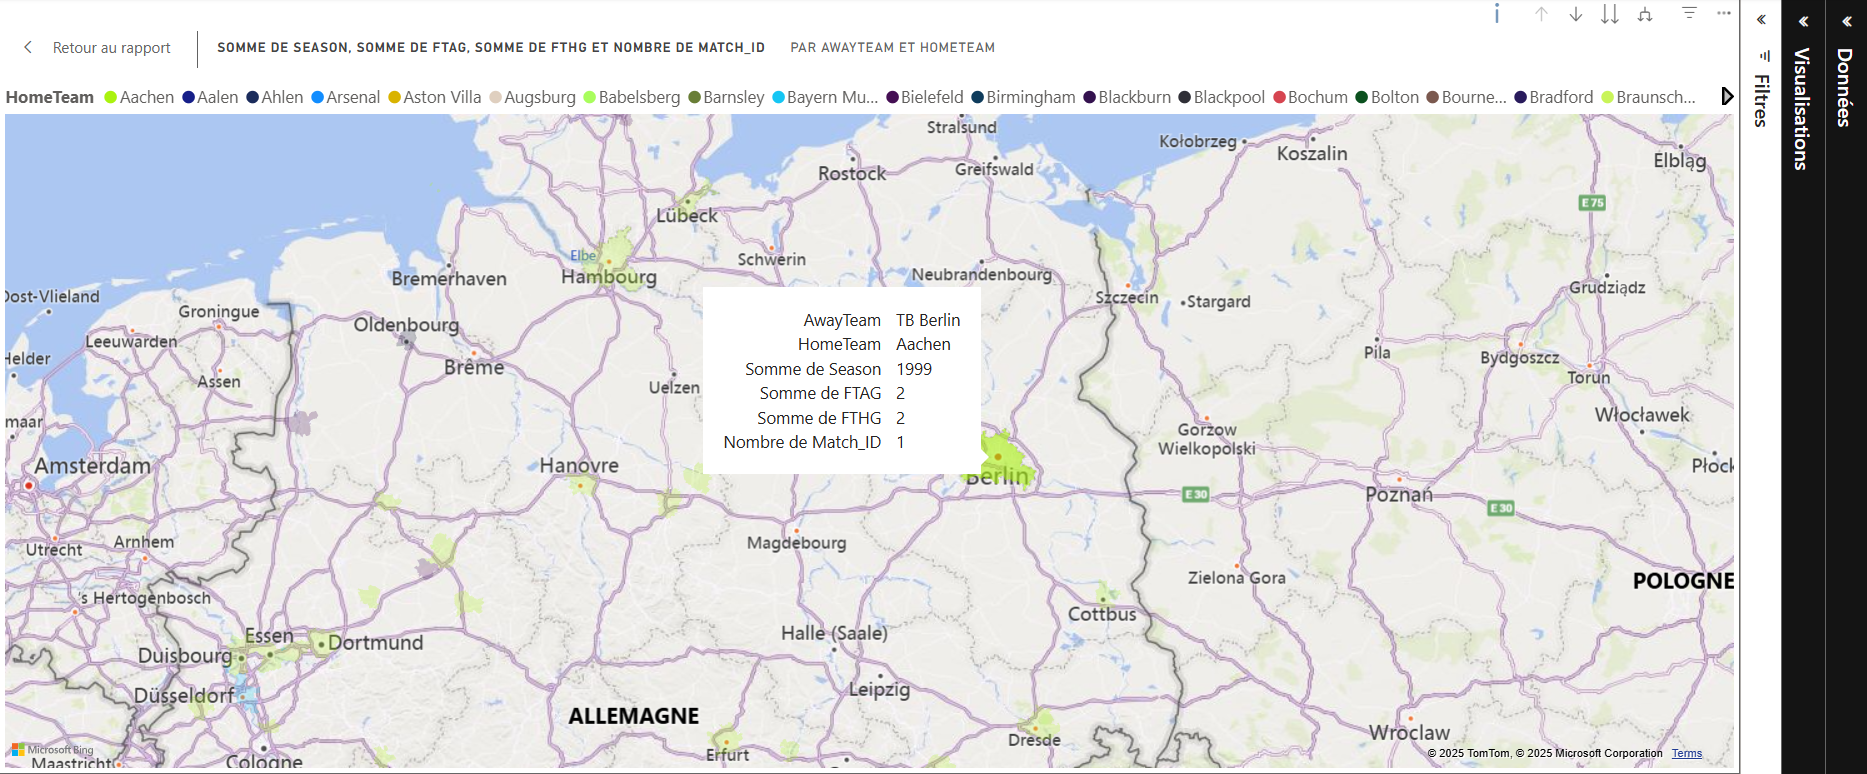 Retour au rapport
SOMME DE SEASON, SOMME DE FTAG, SOMME DE FTHG ET NOMBRE DE MATCH_ID
PAR AWAYTEAM ET HOMETEAM
HomeTeam Aachen Aalen Ahlen Arsenal Aston Villa Augsburg Babelsberg Barnsley Bayern Mu... Bielefeld Birmingham Blackburn Blackpool Bochum Bolton Bourne... Bradford Braunsch...
Filtres
Visualisations
Données
Stralsund
Kołobrzeg
Koszalin
Elbląg
Rostock
Greifswald
E75
Lübeck
Elbe
Hambourg
Schwerin
Bremerhaven
Neubrandenbourg
Grudziądz
Oost-Vlieland
Szczecin
Stargard
Groningue
Oldenbourg
Leeuwarden
Helder
Brême
Assen
Uelzen
Pila
Bydgoszcz
Torun
AwayTeam TB Berlin
HomeTeam Aachen
Somme de Season 1999
Somme de FTAG 2
Somme de FTHG 2
Nombre de Match_ID 1
maar
Włocławek
Gorzow
Wielkopolski
Amsterdam
Hanovre
Berlin
Płock
E30
Poznań
E30
Utrecht
Arnhem
Magdebourg
Zielona Gora
POLOGNE
's Hertogenbosch
Cottbus
Essen
Dortmund
Halle (Saale)
Duisbourg
Düsseldorf
Leipzig
ALLEMAGNE
Wroclaw
Dresde
Erfurt
Cologne
Maastricht
Microsoft Bing
© 2025 TomTom, © 2025 Microsoft Corporation Terms